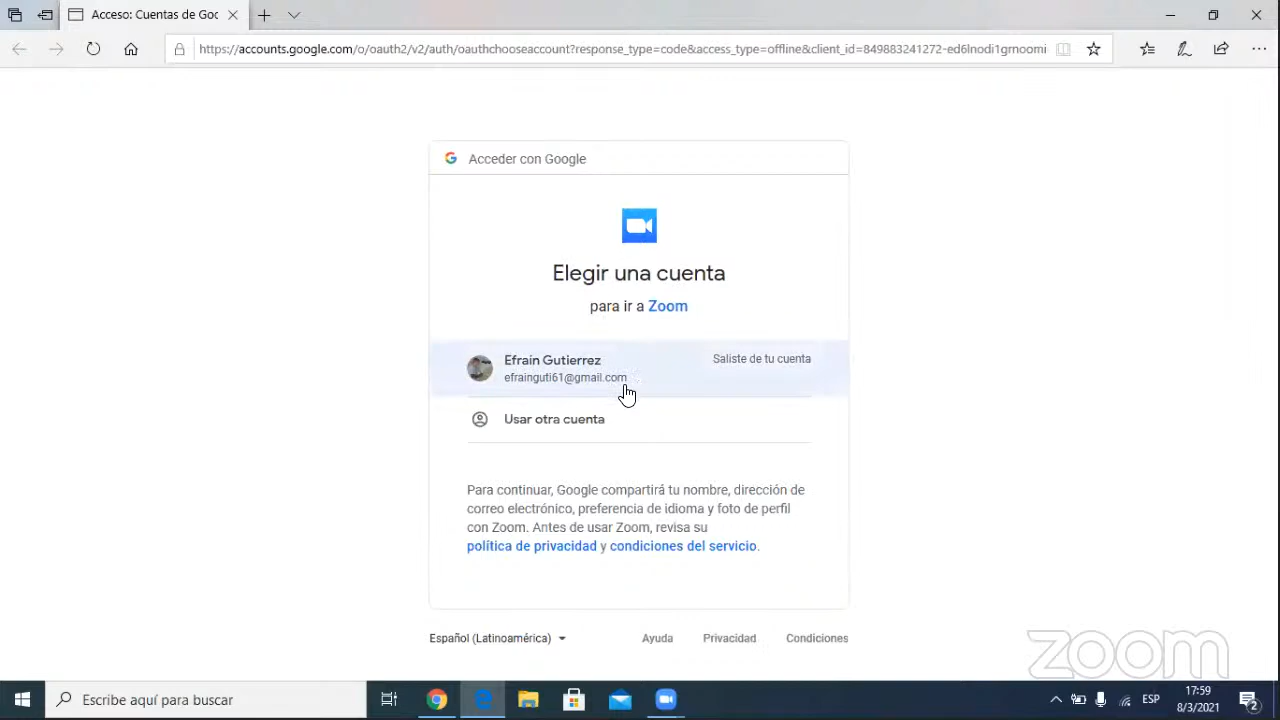 Acceso: Cuentas de Goo
https://accounts.google.com/o/oauth2/v2/auth/oauthchooseaccount?response_type=code&access_type=offline&client_id=849883241272-ed6lnodi1grnoomi
Acceder con Google
Elegir una cuenta
para ir a Zoom
Efrain Gutierrez
Saliste de tu cuenta
efrainguti61@gmail.com
Usar otra cuenta
Para continuar, Google compartirá tu nombre, dirección de
correo electrónico, preferencia de idioma y foto de perfil
con Zoom. Antes de usar Zoom, revisa su
política de privacidad y condiciones del servicio.
Español (Latinoamérica)
Ayuda
Privacidad
Condiciones
zoom
Escribe aquí para buscar
ESP
17:59
8/3/2021
2